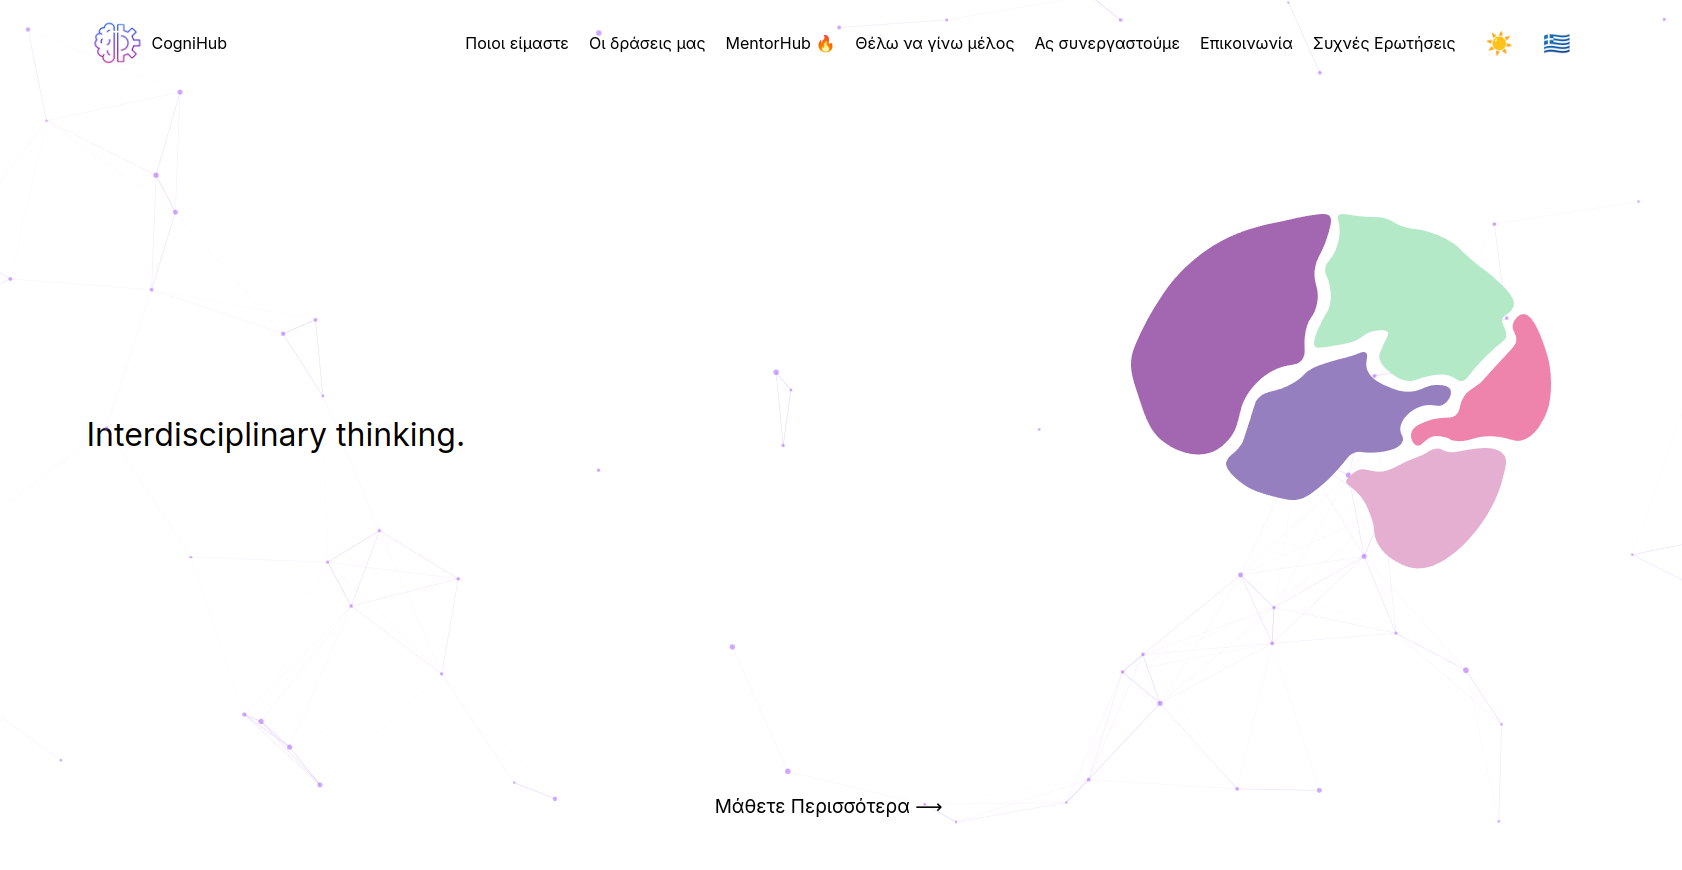 CogniHub
Ποιοι είμαστε Οι δράσεις μας MentorHub 🔥 Θέλω να γίνω μέλος Ας συνεργαστούμε Επικοινωνία Συχνές Ερωτήσεις ☀️ 🇬🇷
Interdisciplinary thinking.
Μάθετε Περισσότερα ⟶